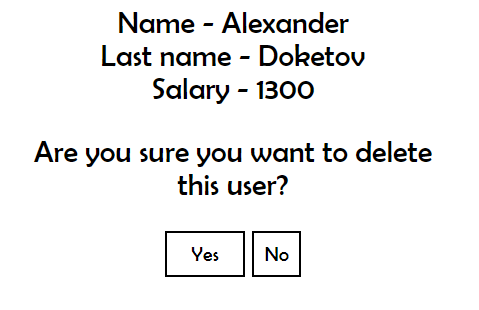 Name - Alexander
Last name - Doketov
Salary - 1300
Are you sure you want to delete
this user?
Yes No